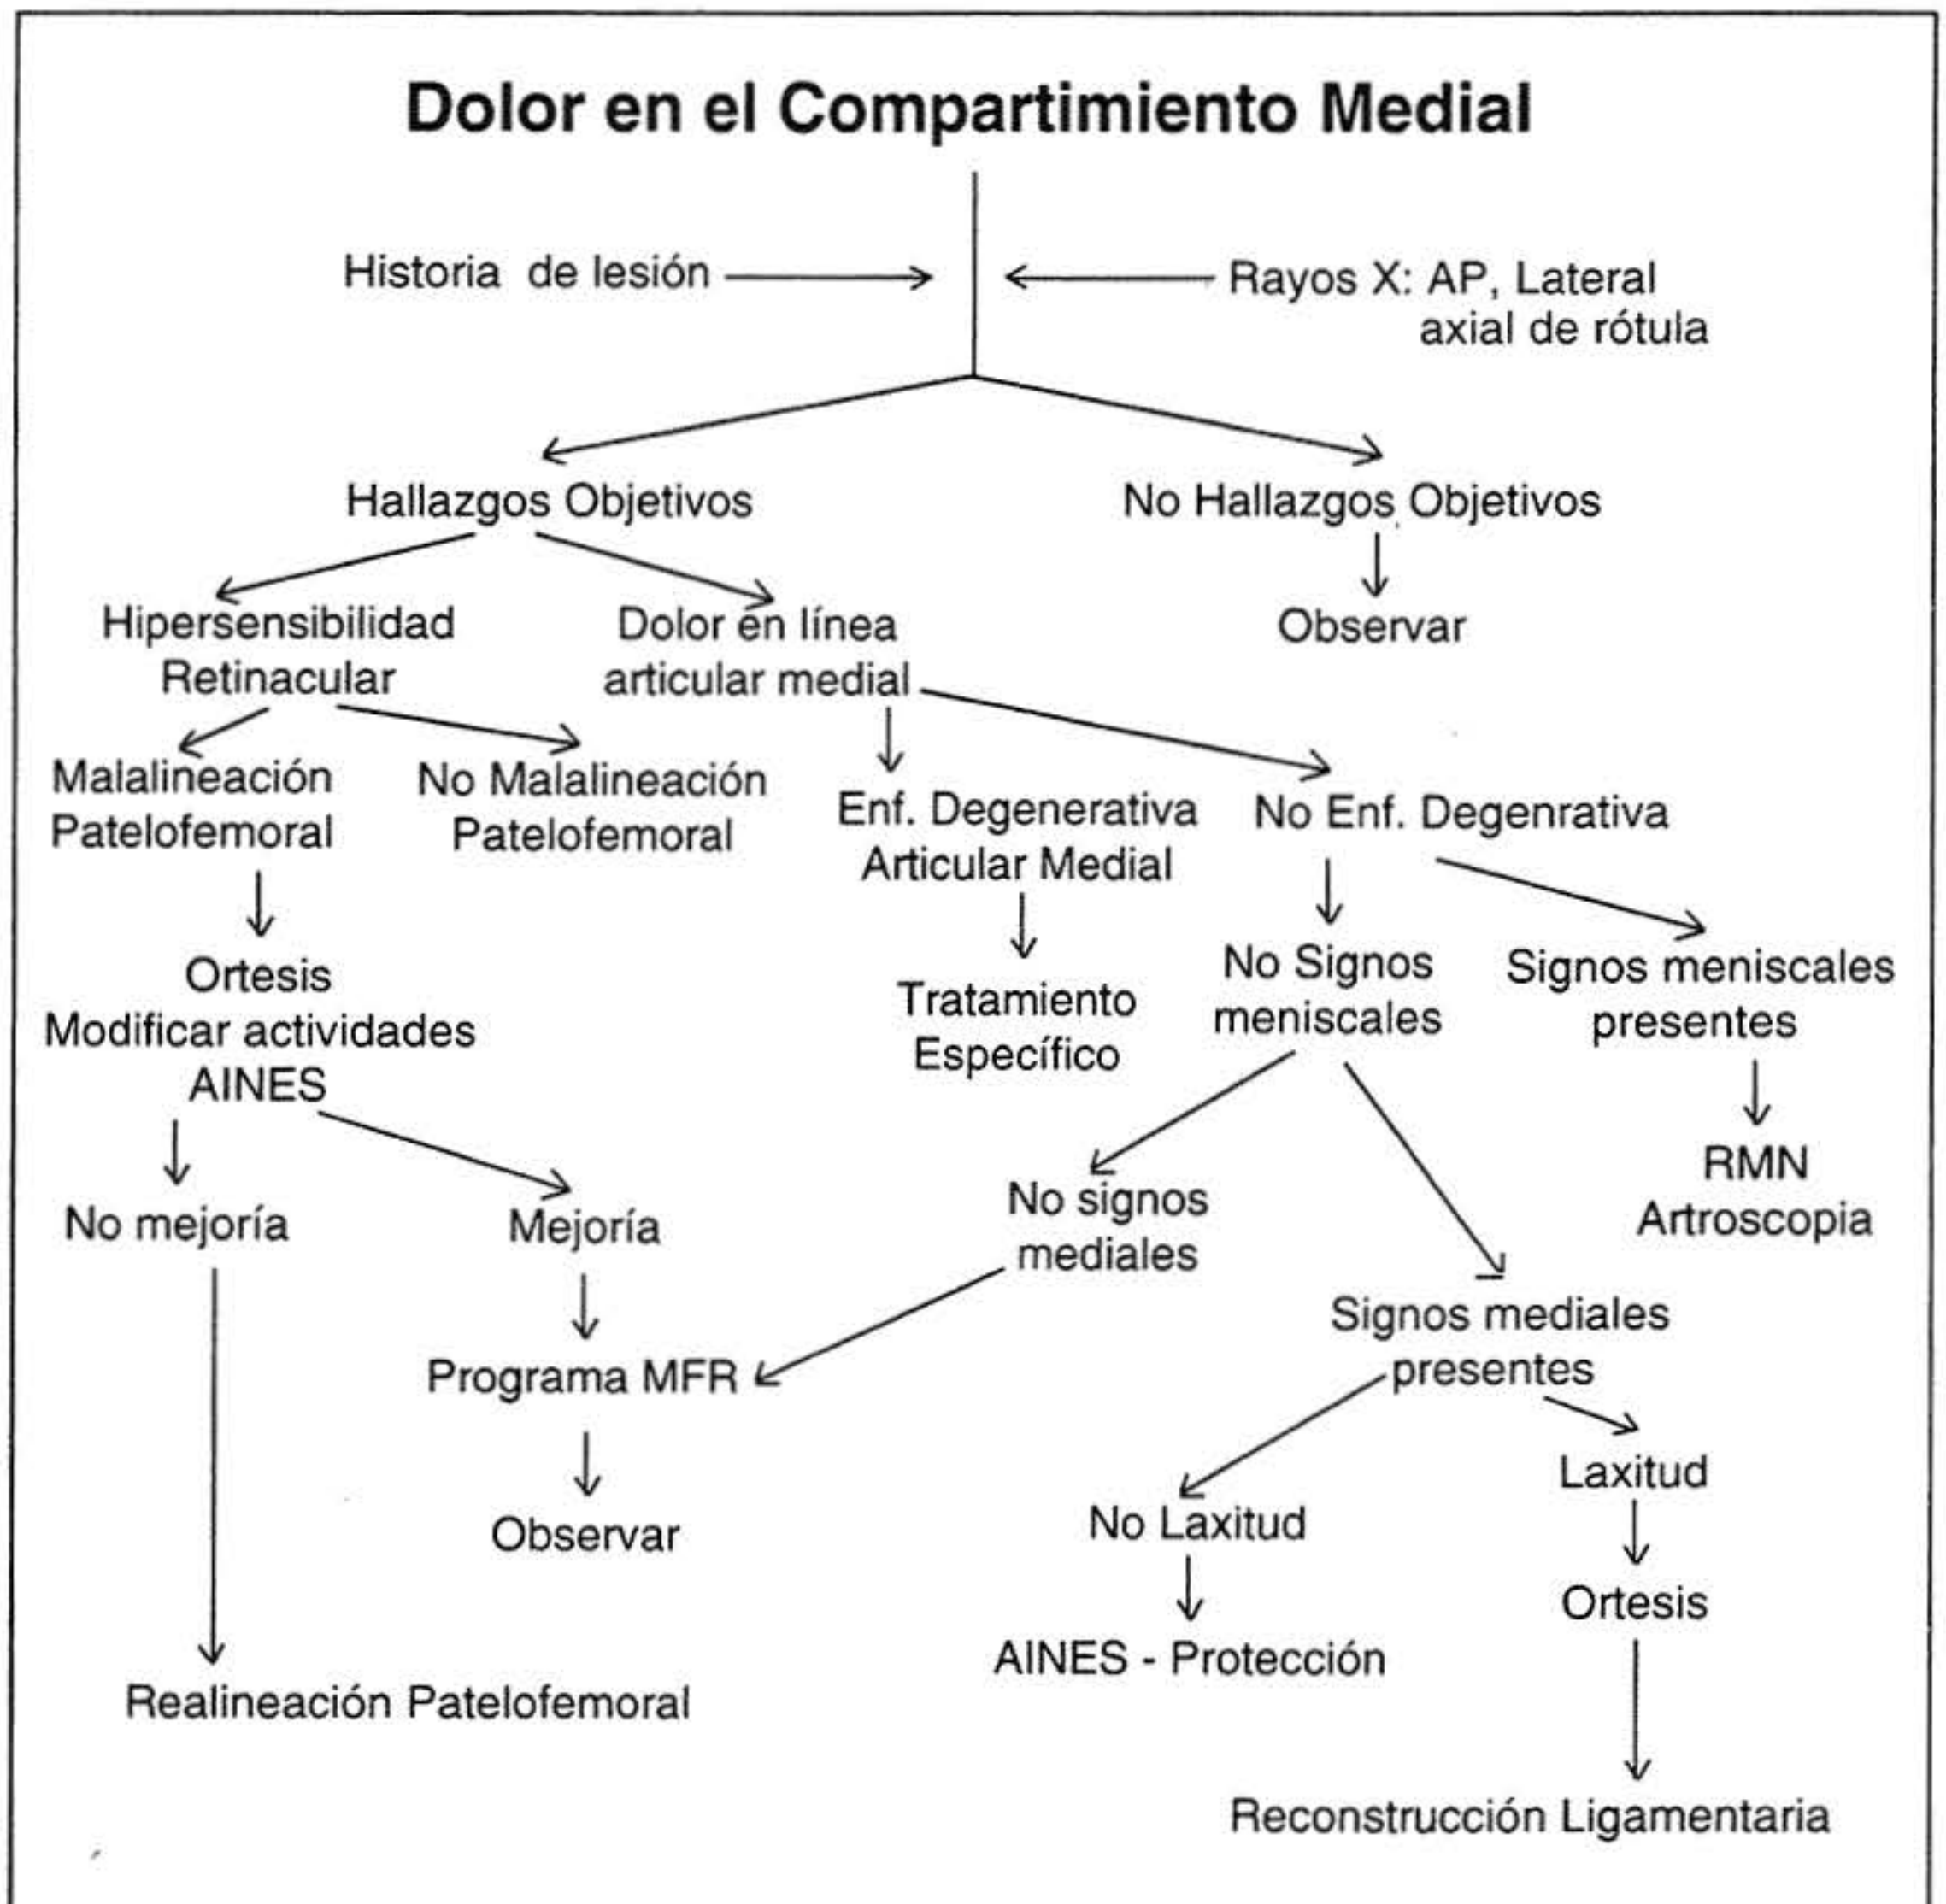 Dolor en el Compartimiento Medial
Historia de lesión
Rayos X: AP, Lateral
axial de rótula
Hallazgos Objetivos
No Hallazgos Objetivos
Hipersensibilidad
Retinacular
Dolor en línea
articular medial
Observar
Malalineación
Patelofemoral
No Malalineación
Patelofemoral
Enf. Degenerativa
Articular Medial
No Enf. Degenrativa
Ortesis
Modificar actividades
AINES
Tratamiento
Específico
No Signos
meniscales
Signos meniscales
presentes
RMN
Artroscopia
No mejoría
Mejoría
No signos
mediales
Signos mediales
presentes
Programa MFR
Observar
No Laxitud
Laxitud
Ortesis
AINES - Protección
Realineación Patelofemoral
Reconstrucción Ligamentaria